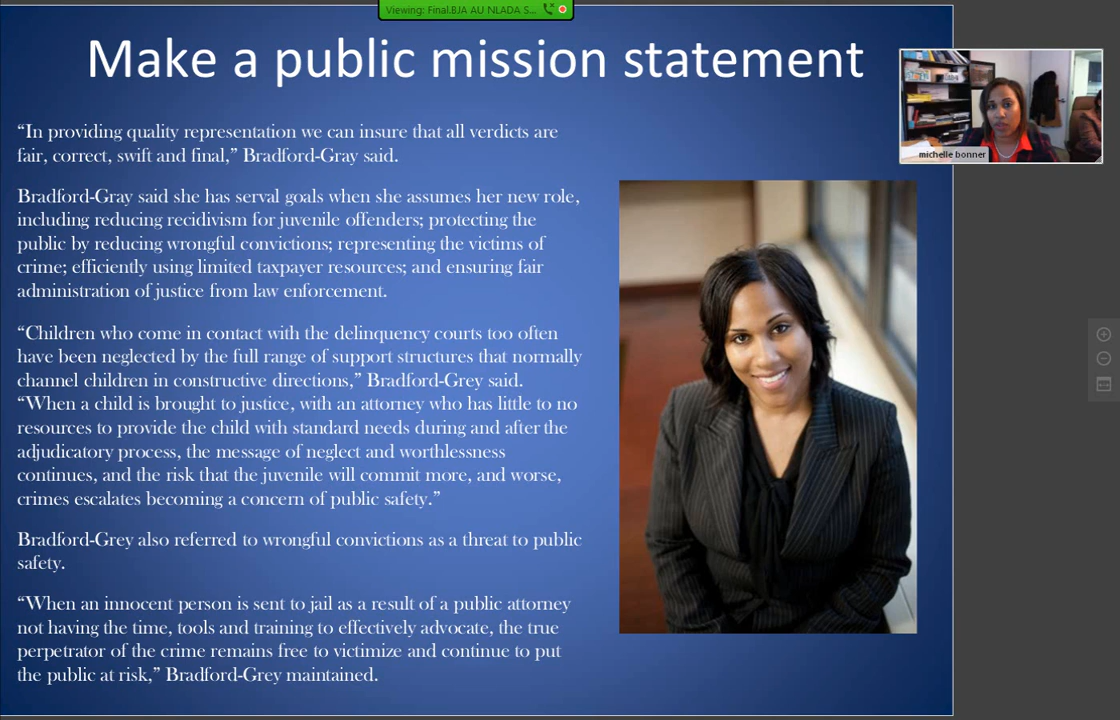 Viewing: Final.BJA AU NLADA S...
Make a public mission statement
michelle bonner
“In providing quality representation we can insure that all verdicts are
fair, correct, swift and final,” Bradford-Gray said.
Bradford-Gray said she has serval goals when she assumes her new role,
including reducing recidivism for juvenile offenders; protecting the
public by reducing wrongful convictions; representing the victims of
crime; efficiently using limited taxpayer resources; and ensuring fair
administration of justice from law enforcement.
“Children who come in contact with the delinquency courts too often
have been neglected by the full range of support structures that normally
channel children in constructive directions,” Bradford-Grey said.
“When a child is brought to justice, with an attorney who has little to no
resources to provide the child with standard needs during and after the
adjudicatory process, the message of neglect and worthlessness
continues, and the risk that the juvenile will commit more, and worse,
crimes escalates becoming a concern of public safety.”
Bradford-Grey also referred to wrongful convictions as a threat to public
safety.
“When an innocent person is sent to jail as a result of a public attorney
not having the time, tools and training to effectively advocate, the true
perpetrator of the crime remains free to victimize and continue to put
the public at risk,” Bradford-Grey maintained.